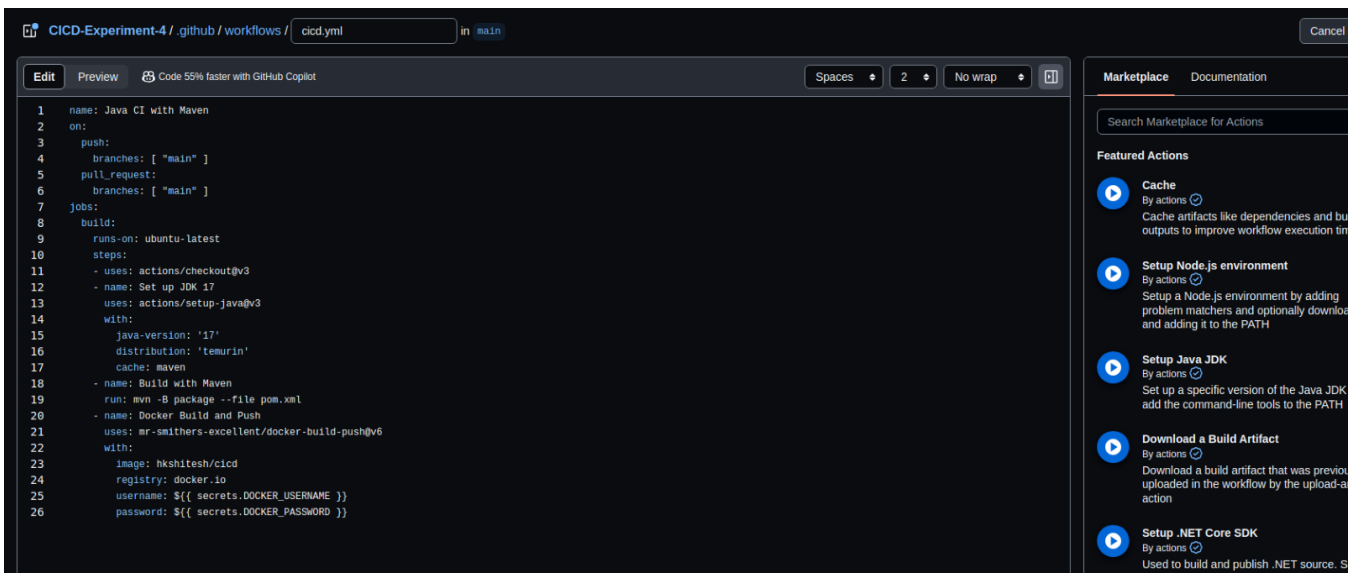 CICD-Experiment-4 / .github / workflows / cicd.yml in main
Cancel
Edit Preview Code 55% faster with GitHub Copilot Spaces 2 No wrap
1 name: Java CI with Maven
2 on:
3   push:
4     branches: [ "main" ]
5   pull_request:
6     branches: [ "main" ]
7 jobs:
8   build:
9     runs-on: ubuntu-latest
10     steps:
11     - uses: actions/checkout@v3
12     - name: Set up JDK 17
13       uses: actions/setup-java@v3
14       with:
15         java-version: '17'
16         distribution: 'temurin'
17         cache: maven
18     - name: Build with Maven
19       run: mvn -B package --file pom.xml
20     - name: Docker Build and Push
21       uses: mr-smithers-excellent/docker-build-push@v6
22       with:
23         image: hkshitesh/cicd
24         registry: docker.io
25         username: ${{ secrets.DOCKER_USERNAME }}
26         password: ${{ secrets.DOCKER_PASSWORD }}
Marketplace Documentation
Search Marketplace for Actions
Featured Actions
Cache
By actions
Cache artifacts like dependencies and
outputs to improve workflow execution
Setup Node.js environment
By actions
Setup a Node.js environment by adding
problem matchers and optionally
and adding it to the PATH
Setup Java JDK
By actions
Set up a specific version of the Java JDK
add the command-line tools to the PATH
Download a Build Artifact
By actions
Download a build artifact that was
uploaded in the workflow by the
action
Setup .NET Core SDK
By actions
Used to build and publish .NET source.